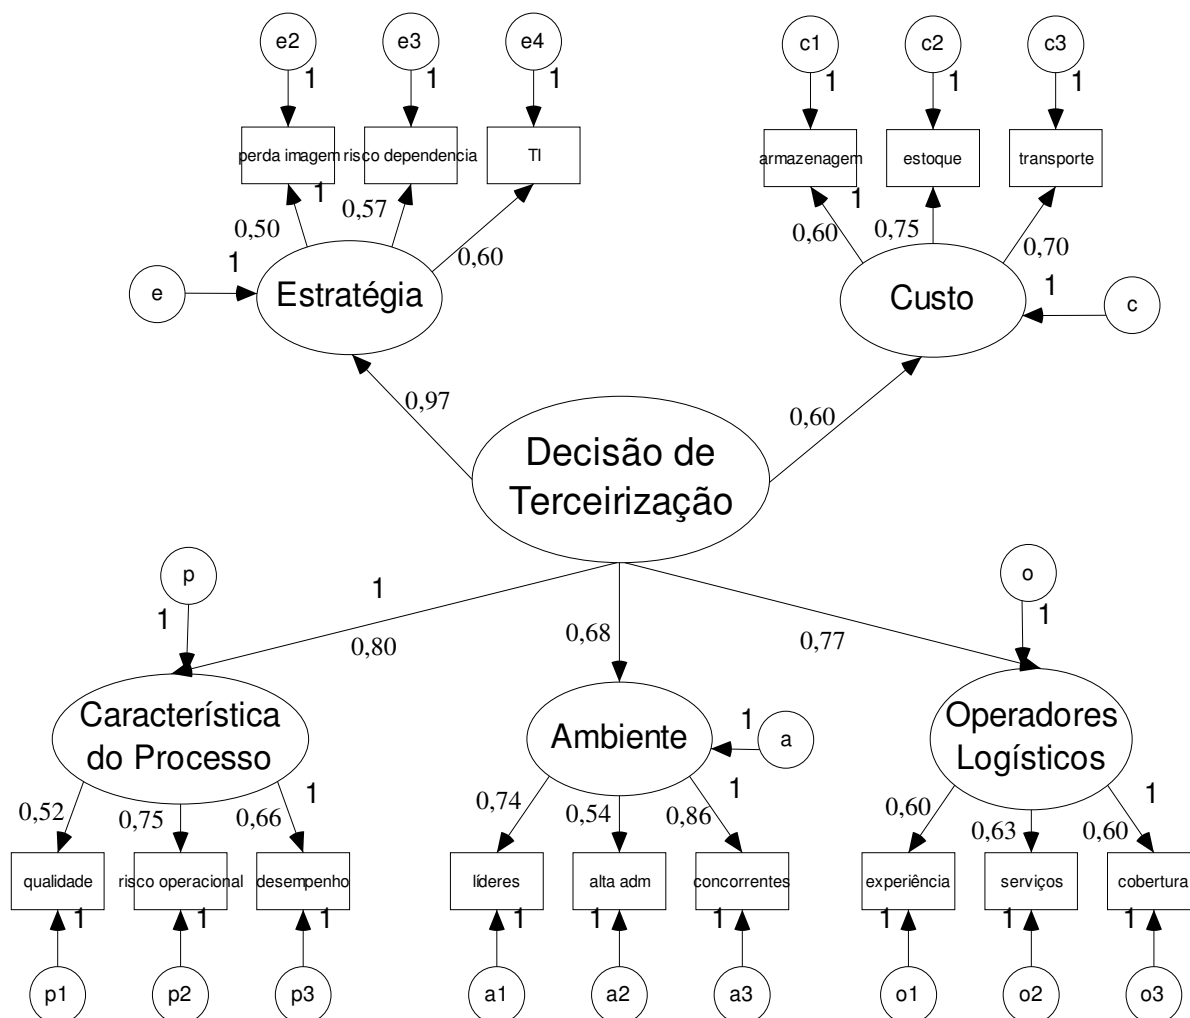 e2
e3
e4
c1
c2
c3
1
1
1
1
1
1
perda imagem
risco dependencia
TI
armazenagem
estoque
transporte
1
1
0,50
0,57
0,60
0,60
0,75
0,70
1
1
e
Estratégia
Custo
c
0,97
0,60
Decisão de
Terceirização
p
o
1
1
1
0,80
0,68
0,77
Característica
do Processo
Ambiente
1
a
Operadores
Logísticos
1
1
1
0,52
0,75
0,66
0,74
0,54
0,86
0,60
0,63
0,60
qualidade
risco operacional
desempenho
líderes
alta adm
concorrentes
experiência
serviços
cobertura
1
1
1
1
1
1
1
1
1
p1
p2
p3
a1
a2
a3
o1
o2
o3